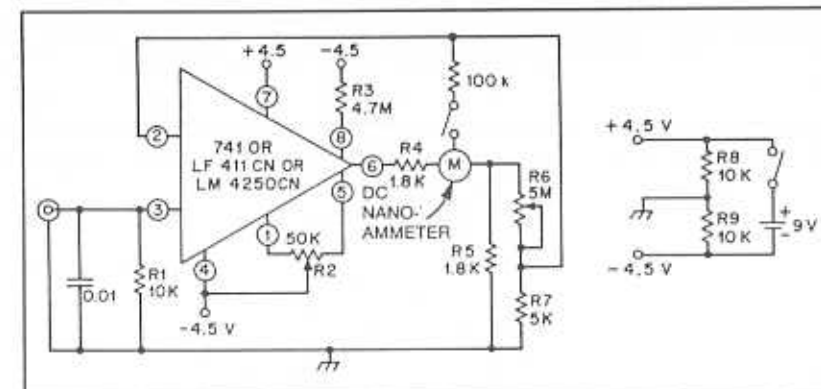 +4.5
-4.5
7
R3
4.7M
100 k
2
8
741 OR
LF 411 CN OR
LM 4250CN
6
R4
1.8K
M
5
DC
NANO-
AMMETER
R6
5M
3
1
50K
R2
4
R1
10K
0.01
-4.5 V
R5
1.8K
R7
5K
+4.5 V
R8
10 K
R9
10 K
+
9V
-4.5 V